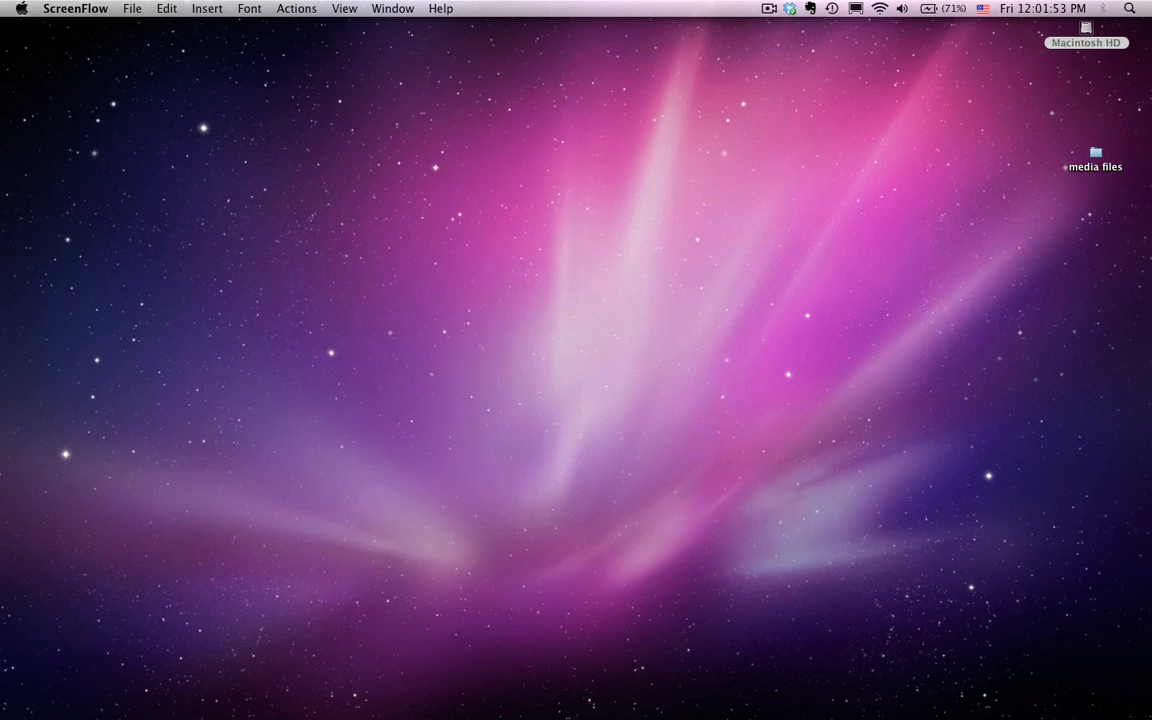 ScreenFlow File Edit Insert Font Actions View Window Help (71%) Fri 12:01:53 PM
Macintosh HD
media files